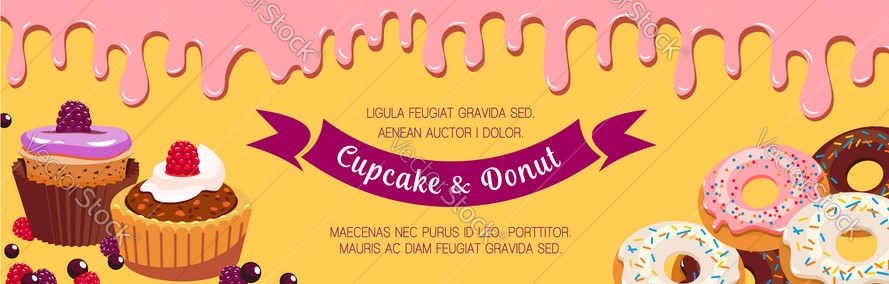 LIGULA FEUGIAT GRAVIDA SED.
AENEAN AUCTOR I DOLOR.
Cupcake & Donut
MAECENAS NEC PURUS ID LEO PORTTITOR.
MAURIS AC DIAM FEUGIAT GRAVIDA SED.
VectorStock®